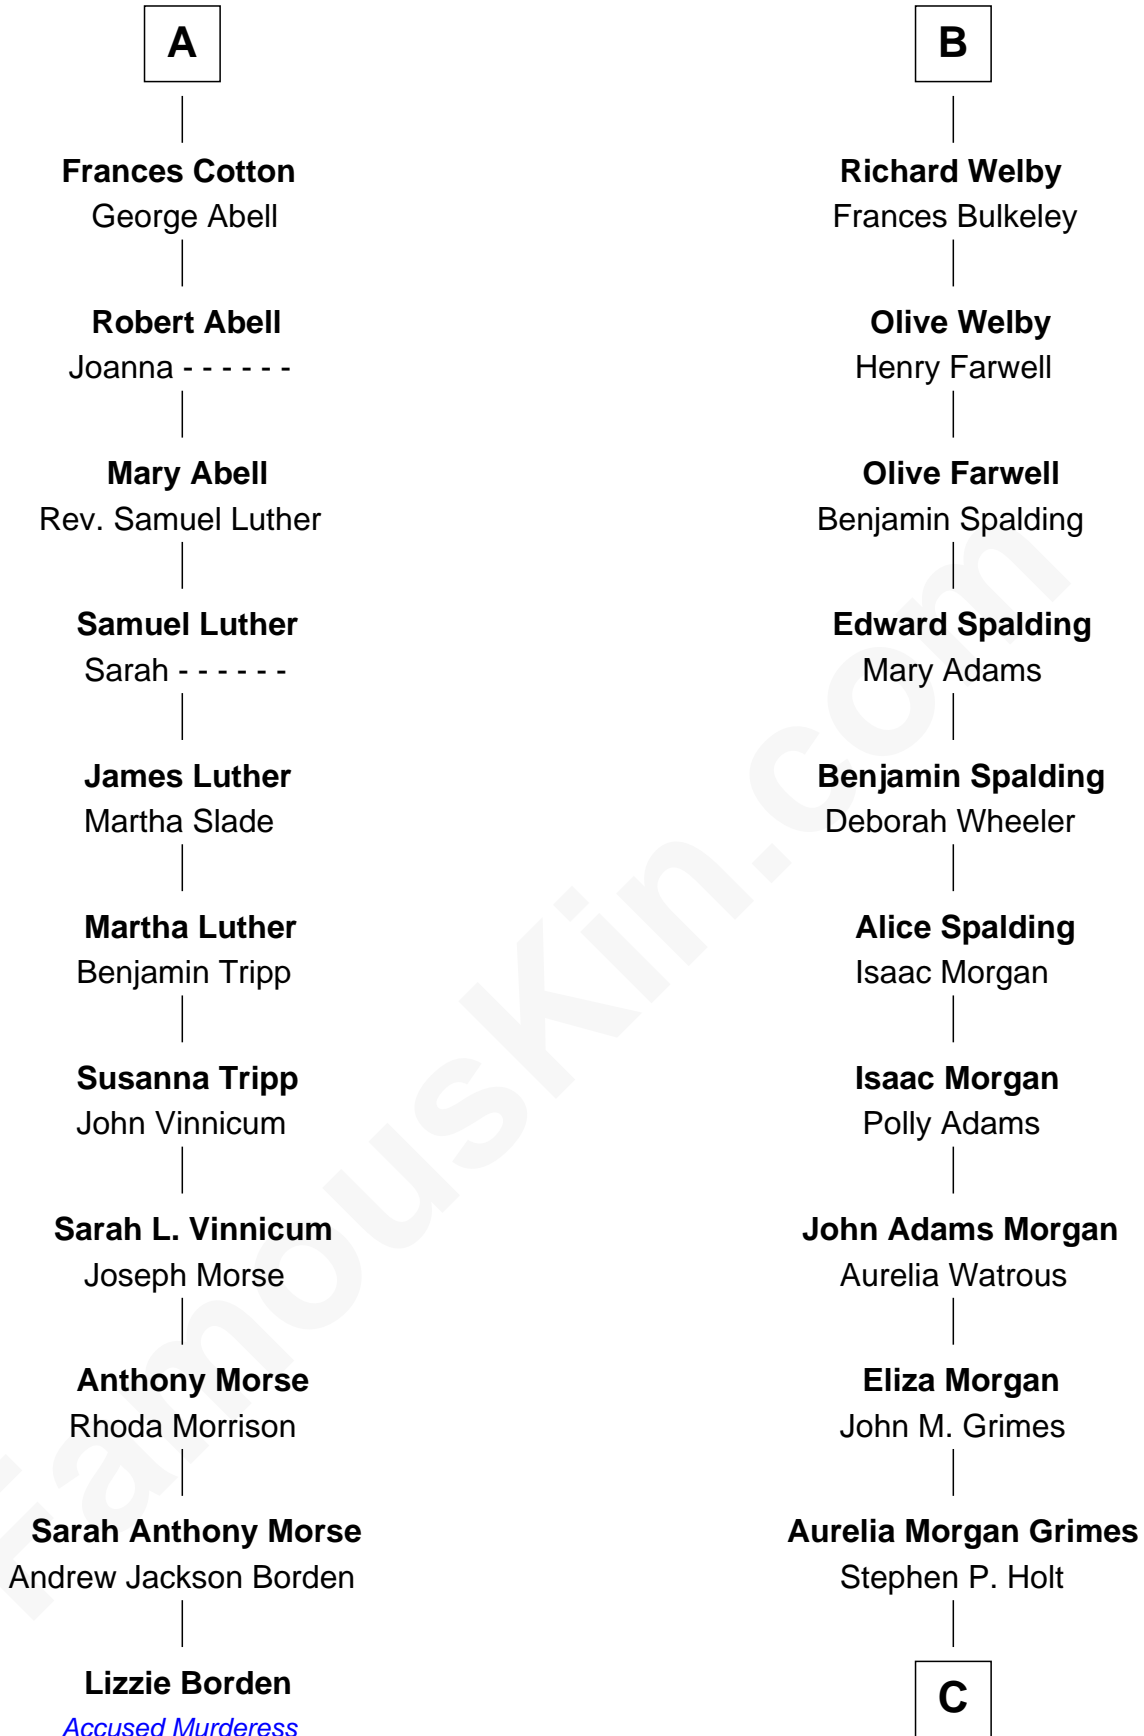 A
Frances Cotton
George Abell
Robert Abell
Joanna - - - - - -
Mary Abell
Rev. Samuel Luther
Samuel Luther
Sarah - - - - - -
James Luther
Martha Slade
Martha Luther
Benjamin Tripp
Susanna Tripp
John Vinnicum
Sarah L. Vinnicum
Joseph Morse
Anthony Morse
Rhoda Morrison
Sarah Anthony Morse
Andrew Jackson Borden
Lizzie Borden
Accused Murderess
B
Richard Welby
Frances Bulkeley
Olive Welby
Henry Farwell
Olive Farwell
Benjamin Spalding
Edward Spalding
Mary Adams
Benjamin Spalding
Deborah Wheeler
Alice Spalding
Isaac Morgan
Isaac Morgan
Polly Adams
John Adams Morgan
Aurelia Watrous
Eliza Morgan
John M. Grimes
Aurelia Morgan Grimes
Stephen P. Holt
C
FamousKin.com